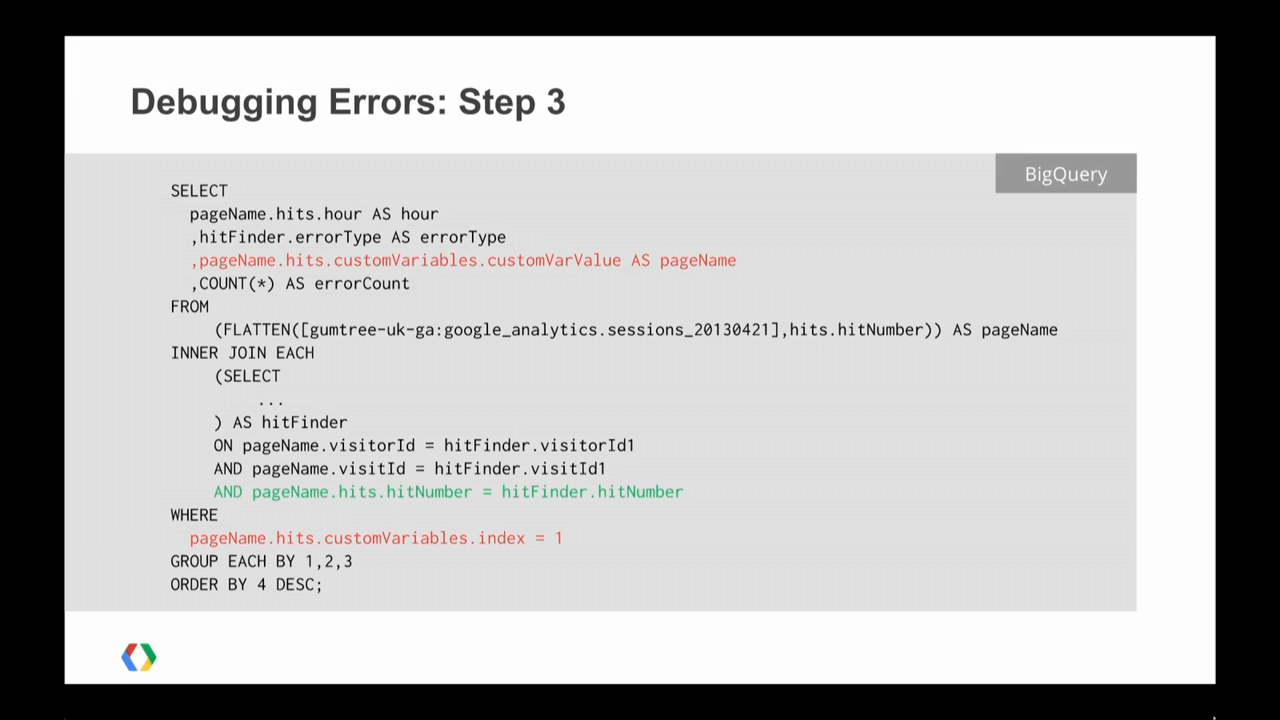 Debugging Errors: Step 3
BigQuery
SELECT
pageName.hits.hour AS hour
,hitFinder.errorType AS errorType
,pageName.hits.customVariables.customVarValue AS pageName
,COUNT(*) AS errorCount
FROM
(FLATTEN([gumtree-uk-ga:google_analytics.sessions_20130421],hits.hitNumber)) AS pageName
INNER JOIN EACH
(SELECT
...
) AS hitFinder
ON pageName.visitorId = hitFinder.visitorId1
AND pageName.visitId = hitFinder.visitId1
AND pageName.hits.hitNumber = hitFinder.hitNumber
WHERE
pageName.hits.customVariables.index = 1
GROUP EACH BY 1,2,3
ORDER BY 4 DESC;